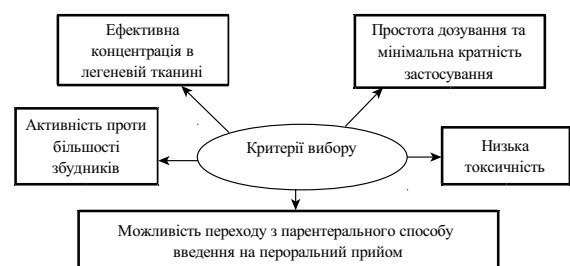 Ефективна
концентрація в
легеневій тканині
Простота дозування та
мінімальна кратність
застосування
Активність проти
більшості
збудників
Критерії вибору
Низька
токсичність
Можливість переходу з парентерального способу
введення на пероральний прийом